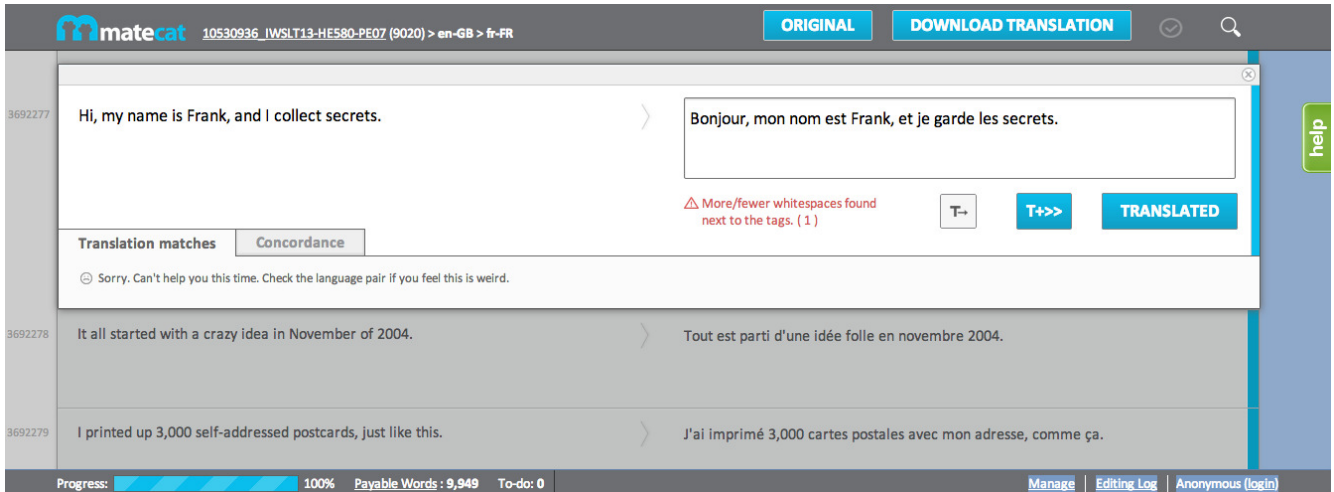 matecat 10530936_IWSLT13-HE580-PE07 (9020) > en-GB > fr-FR ORIGINAL DOWNLOAD TRANSLATION
3692277 Hi, my name is Frank, and I collect secrets. Bonjour, mon nom est Frank, et je garde les secrets.
help
More/fewer whitespaces found
next to the tags. ( 1 )
T→ T+>> TRANSLATED
Translation matches Concordance
Sorry. Can't help you this time. Check the language pair if you feel this is weird.
3692278 It all started with a crazy idea in November of 2004. Tout est parti d'une idée folle en novembre 2004.
3692279 I printed up 3,000 self-addressed postcards, just like this. J'ai imprimé 3,000 cartes postales avec mon adresse, comme ça.
Progress: 100% Payable Words : 9,949 To-do: 0 Manage | Editing Log | Anonymous (login)